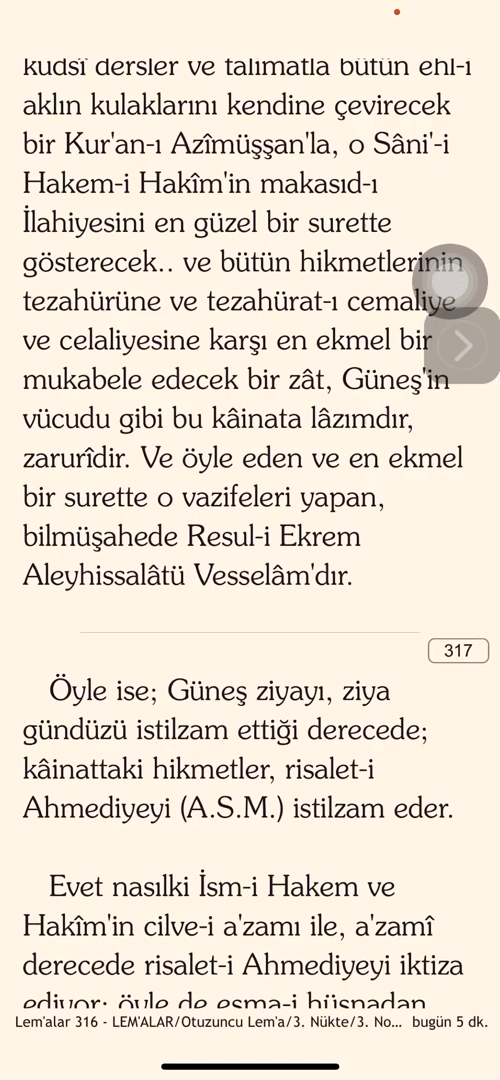 kudsî dersler ve talimatla bütün ehl-i
aklın kulaklarını kendine çevirecek
bir Kur'an-ı Azîmüşşan'la, o Sâni'-i
Hakem-i Hakîm'in makasıd-ı
İlahiyesini en güzel bir surette
gösterecek.. ve bütün hikmetlerinin
tezahürüne ve tezahürat-ı cemaliye
ve celaliyesine karşı en ekmel bir
mukabele edecek bir zât, Güneş'in
vücudu gibi bu kâinata lâzımdır,
zarurîdir. Ve öyle eden ve en ekmel
bir surette o vazifeleri yapan,
bilmüşahede Resul-i Ekrem
Aleyhissalâtü Vesselâm'dır.
317
Öyle ise; Güneş ziyayı, ziya
gündüzü istilzam ettiği derecede;
kâinattaki hikmetler, risalet-i
Ahmediyeyi (A.S.M.) istilzam eder.
Evet nasılki İsm-i Hakem ve
Hakîm'in cilve-i a'zamı ile, a'zamî
derecede risalet-i Ahmediyeyi iktiza
ediyor; öyle de esma-i hüsnadan
Lem'alar 316 - LEM'ALAR/Otuzuncu Lem'a/3. Nükte/3. No... bugün 5 dk.